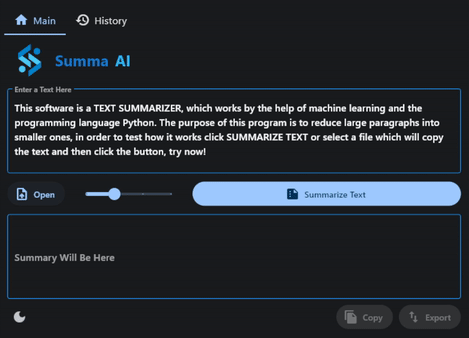 Main
History
Summa AI
Enter a Text Here
This software is a TEXT SUMMARIZER, which works by the help of machine learning and the
programming language Python. The purpose of this program is to reduce large paragraphs into
smaller ones, in order to test how it works click SUMMARIZE TEXT or select a file which will copy
the text and then click the button, try now!
Open
Summarize Text
Summary Will Be Here
Copy
Export